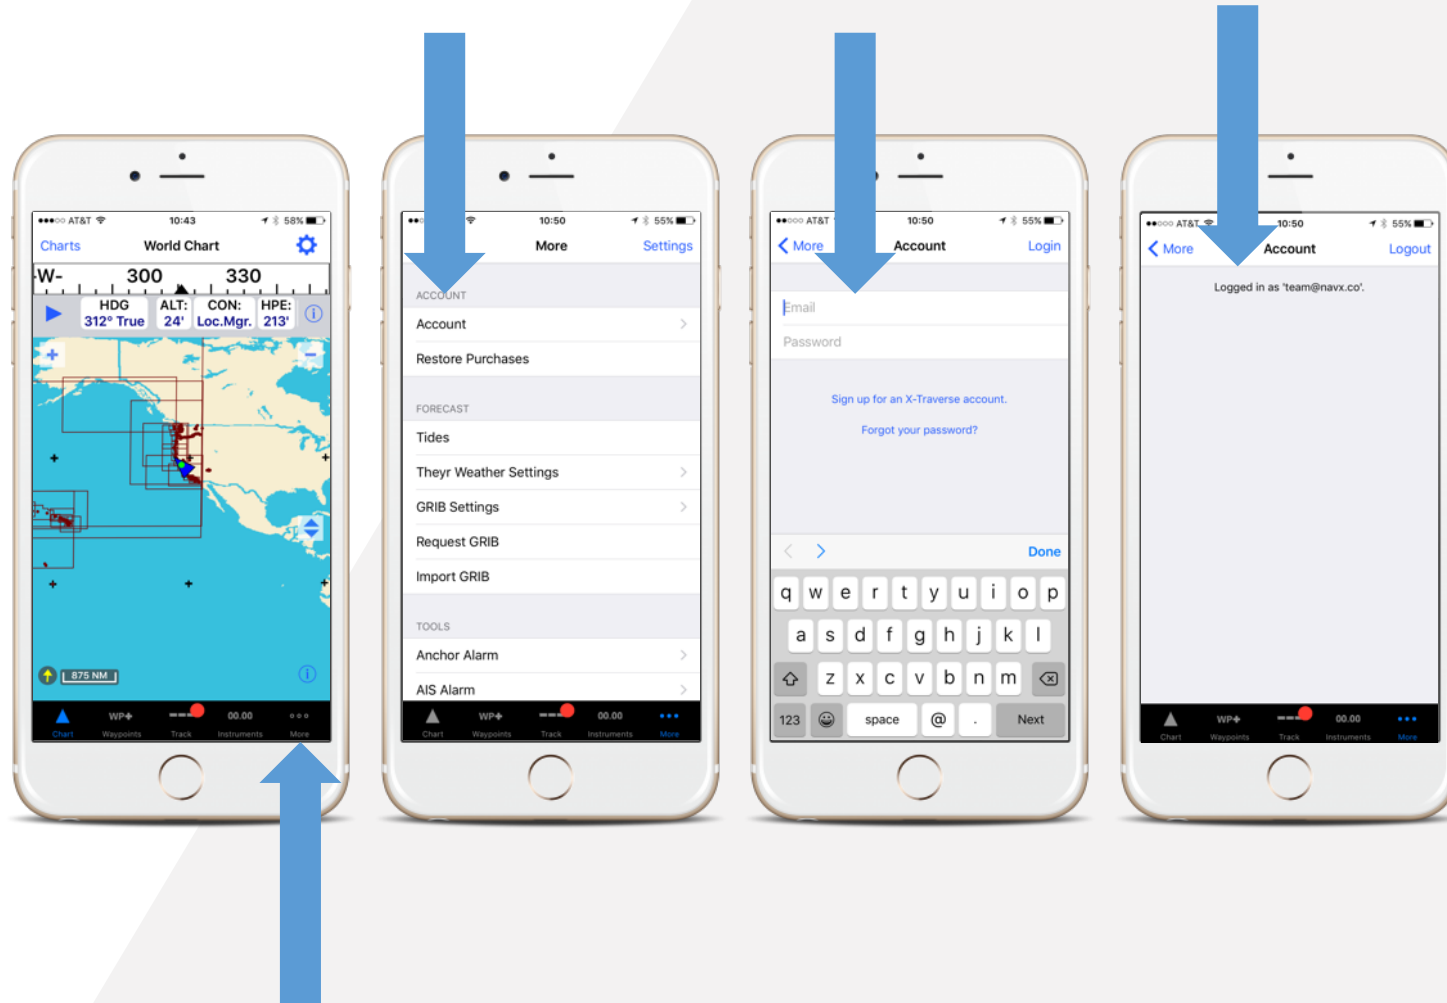 AT&T 10:43 58%
Charts World Chart
-W- 300 330
HDG ALT: CON: HPE:
312° True 24' Loc.Mgr. 213'
875 NM
WP+ 00.00
Chart Waypoints Track Instruments More
10:50 55%
More Settings
ACCOUNT
Account
Restore Purchases
FORECAST
Tides
Theyr Weather Settings
GRIB Settings
Request GRIB
Import GRIB
TOOLS
Anchor Alarm
AIS Alarm
WP+ 00.00
Chart Waypoints Track Instruments More
AT&T 10:50 55%
More Account Login
Email
Password
Sign up for an X-Traverse account.
Forgot your password?
Done
q w e r t y u i o p
a s d f g h j k l
z x c v b n m
123 space @ . Next
AT&T 10:50 55%
More Account Logout
Logged in as 'team@navx.co'.
WP+ 00.00
Chart Waypoints Track Instruments More